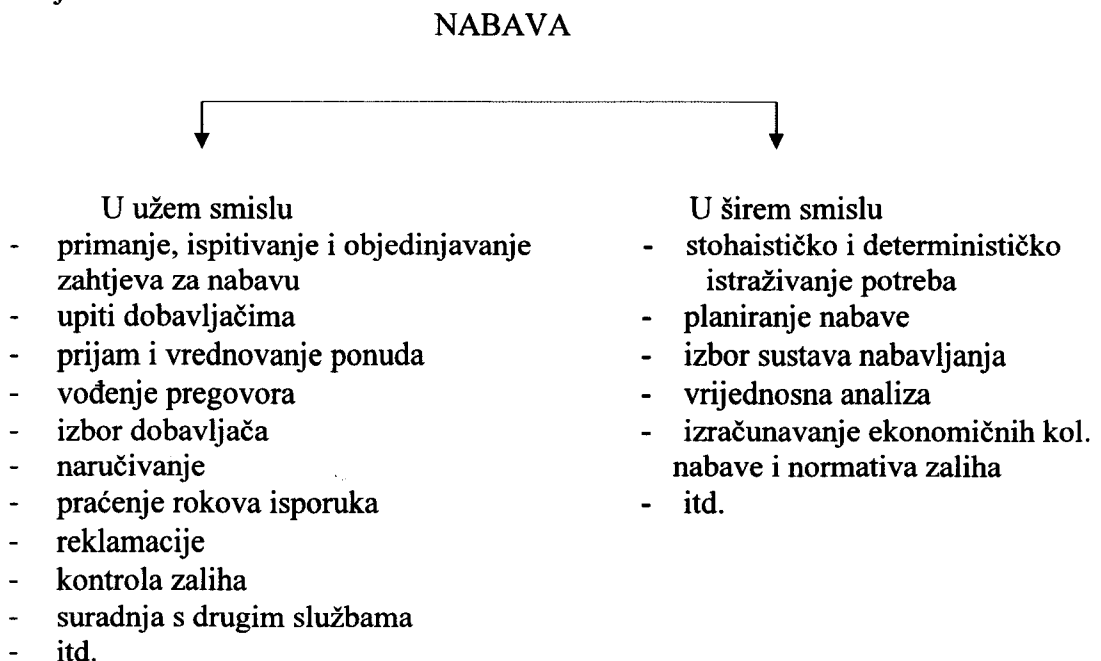 NABAVA
U užem smislu
- primanje, ispitivanje i objedinjavanje
zahtjeva za nabavu
- upiti dobavljačima
- prijam i vrednovanje ponuda
- vođenje pregovora
- izbor dobavljača
- naručivanje
- praćenje rokova isporuka
- reklamacije
- kontrola zaliha
- suradnja s drugim službama
- itd.
U širem smislu
- stohaističko i determinističko
istraživanje potreba
- planiranje nabave
- izbor sustava nabavljanja
- vrijednosna analiza
- izračunavanje ekonomičnih kol.
nabave i normativa zaliha
- itd.